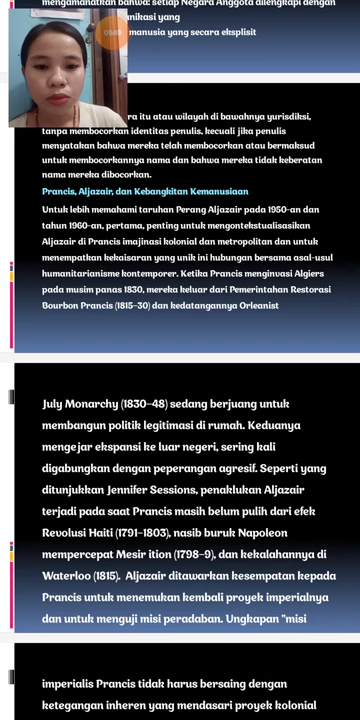 mengamanatkan bahwa: setiap Negara Anggota dilengkapi dengan
nikasi yang
manusia yang secara eksplisit
ra itu atau wilayah di bawahnya yurisdiksi,
tanpa membocorkan identitas penulis, kecuali jika penulis
menyatakan bahwa mereka telah membocorkan atau bermaksud
untuk membocorkannya nama dan bahwa mereka tidak keberatan
nama mereka dibocorkan.
Prancis, Aljazair, dan Kebangkitan Kemanusiaan
Untuk lebih memahami taruhan Perang Aljazair pada 1950-an dan
tahun 1960-an, pertama, penting untuk mengontekstualisasikan
Aljazair di Prancis imajinasi kolonial dan metropolitan dan untuk
menempatkan kekaisaran yang unik ini hubungan bersama asal-usul
humanitarianisme kontemporer. Ketika Prancis menginvasi Algiers
pada musim panas 1830, mereka keluar dari Pemerintahan Restorasi
Bourbon Prancis (1815–30) dan kedatangannya Orleanist
July Monarchy (1830–48) sedang berjuang untuk
membangun politik legitimasi di rumah. Keduanya
mengejar ekspansi ke luar negeri, sering kali
digabungkan dengan peperangan agresif. Seperti yang
ditunjukkan Jennifer Sessions, penaklukan Aljazair
terjadi pada saat Prancis masih belum pulih dari efek
Revolusi Haiti (1791–1803), nasib buruk Napoleon
mempercepat Mesir ition (1798–9), dan kekalahannya di
Waterloo (1815). Aljazair ditawarkan kesempatan kepada
Prancis untuk menemukan kembali proyek imperialnya
dan untuk menguji misi peradaban. Ungkapan "misi
imperialis Prancis tidak harus bersaing dengan
ketegangan inheren yang mendasari proyek kolonial